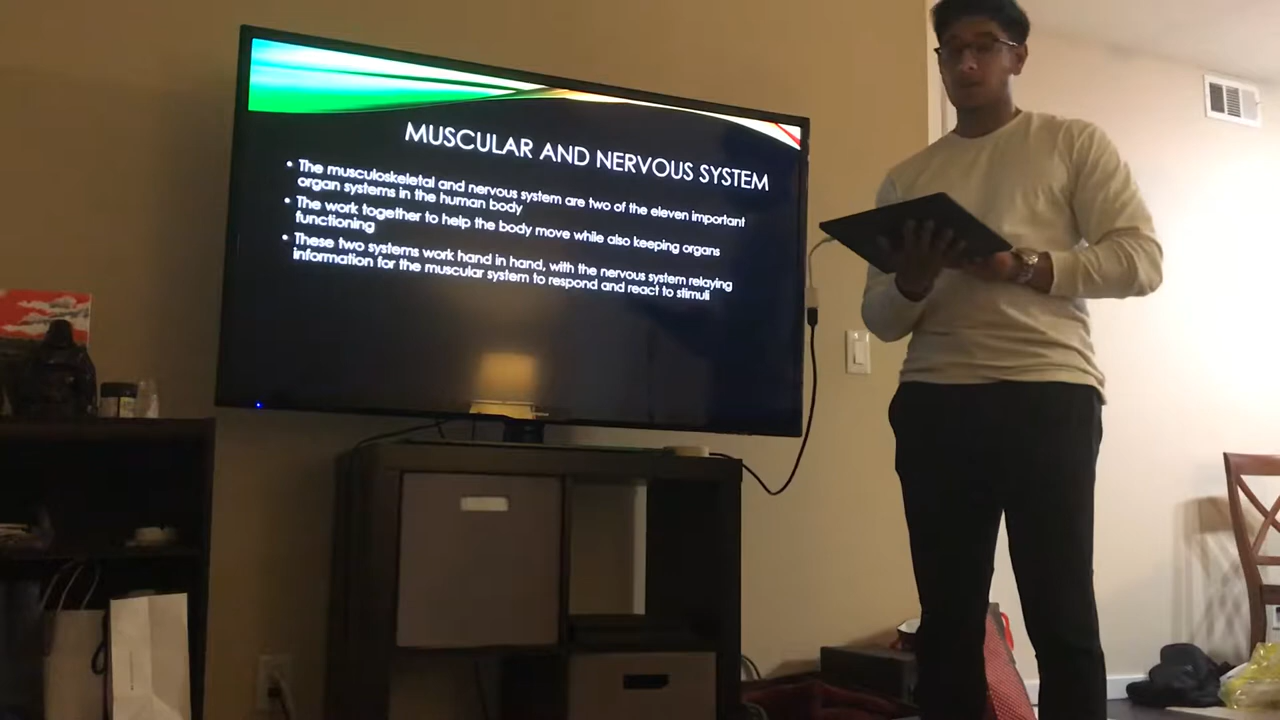 MUSCULAR AND NERVOUS SYSTEM
• The musculoskeletal and nervous system are two of the eleven important
organ systems in the human body
• The work together to help the body move while also keeping organs
functioning
• These two systems work hand in hand, with the nervous system relaying
information for the muscular system to respond and react to stimuli